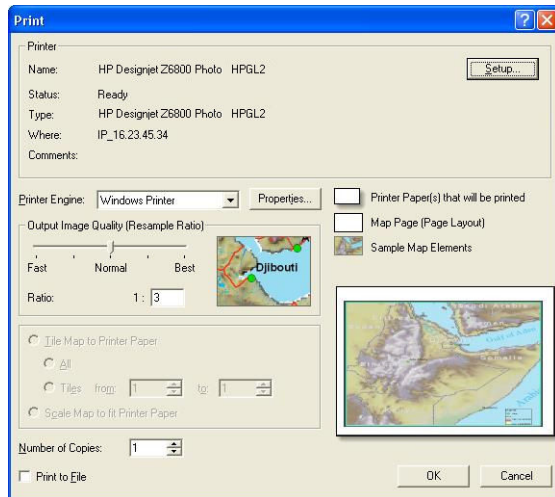 Print
Printer
Name: HP Designjet Z6800 Photo HPGL2
Setup...
Status: Ready
Type: HP Designjet Z6800 Photo HPGL2
Where: IP_16.23.45.34
Comments:
Printer Engine: Windows Printer
Properties...
Printer Paper(s) that will be printed
Map Page (Page Layout)
Sample Map Elements
Output Image Quality (Resample Ratio)
Fast Normal Best
Djibouti
Ratio: 1 : 3
Tile Map to Printer Paper
All
Tiles from: 1 to: 1
Scale Map to fit Printer Paper
Number of Copies: 1
Print to File
OK
Cancel